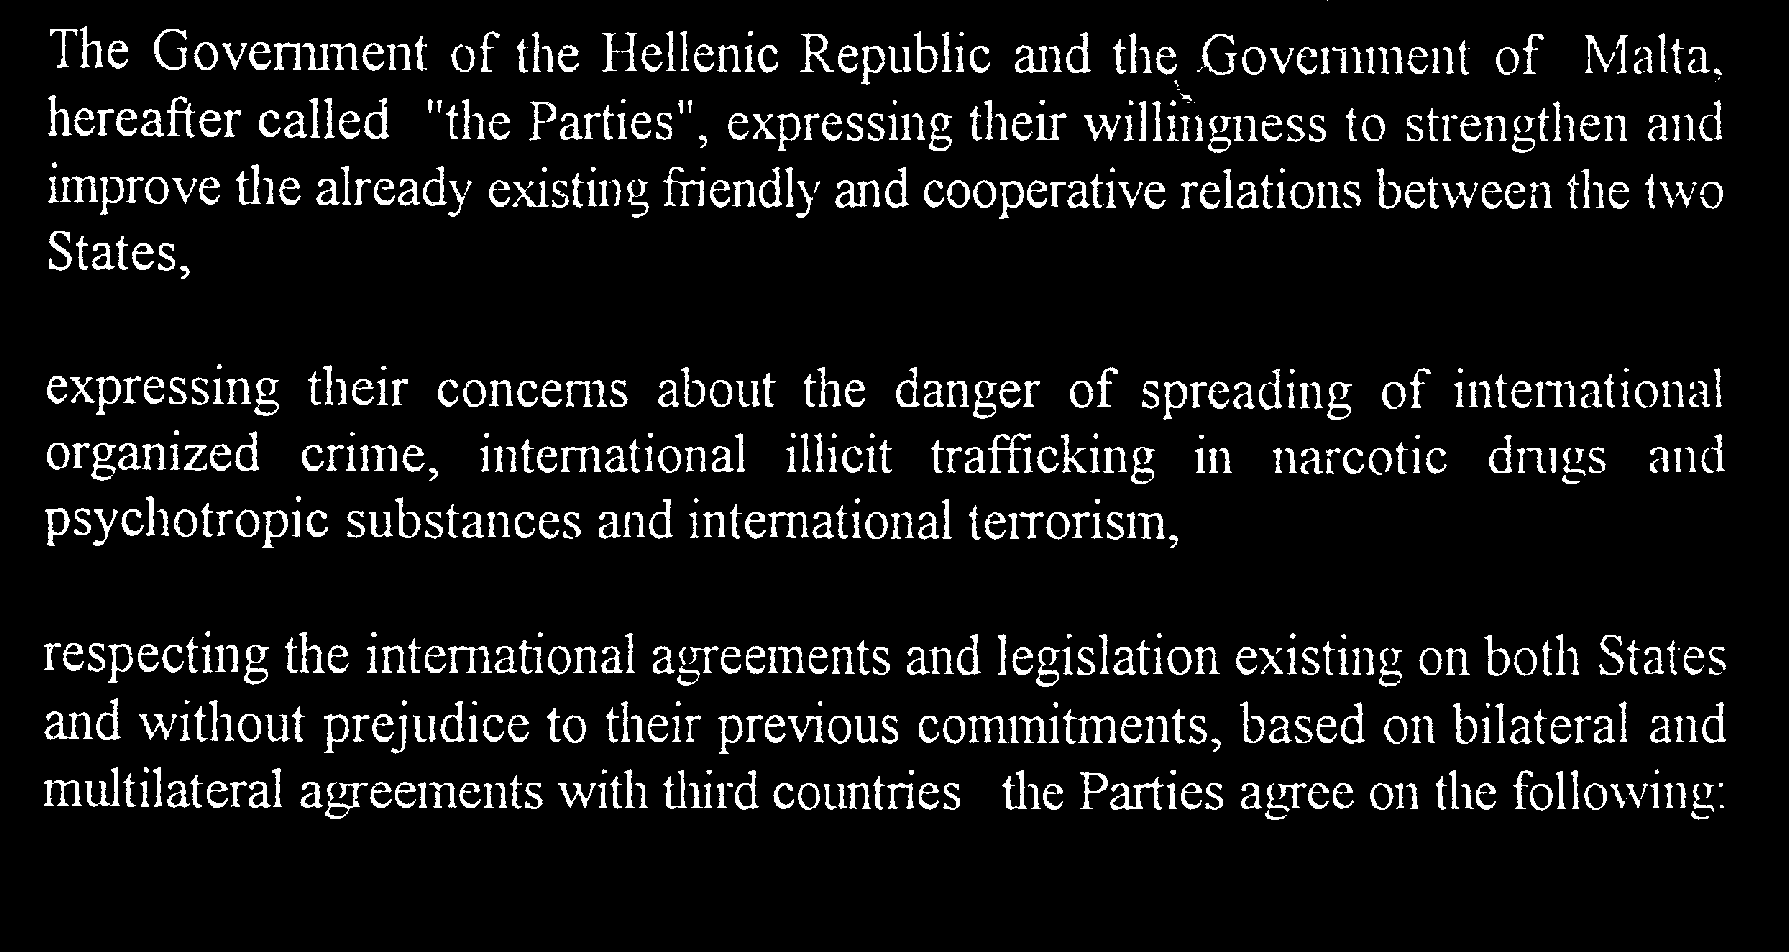 The Government of the Hellenic Republic and the Government of Malta,
hereafter called "the Parties", expressing their willingness to strengthen and
improve the already existing friendly and cooperative relations between the two
States,
expressing their concerns about the danger of spreading of international
organized crime, international illicit trafficking in narcotic drugs and
psychotropic substances and international terrorism,
respecting the international agreements and legislation existing on both States
and without prejudice to their previous commitments, based on bilateral and
multilateral agreements with third countries the Parties agree on the following: